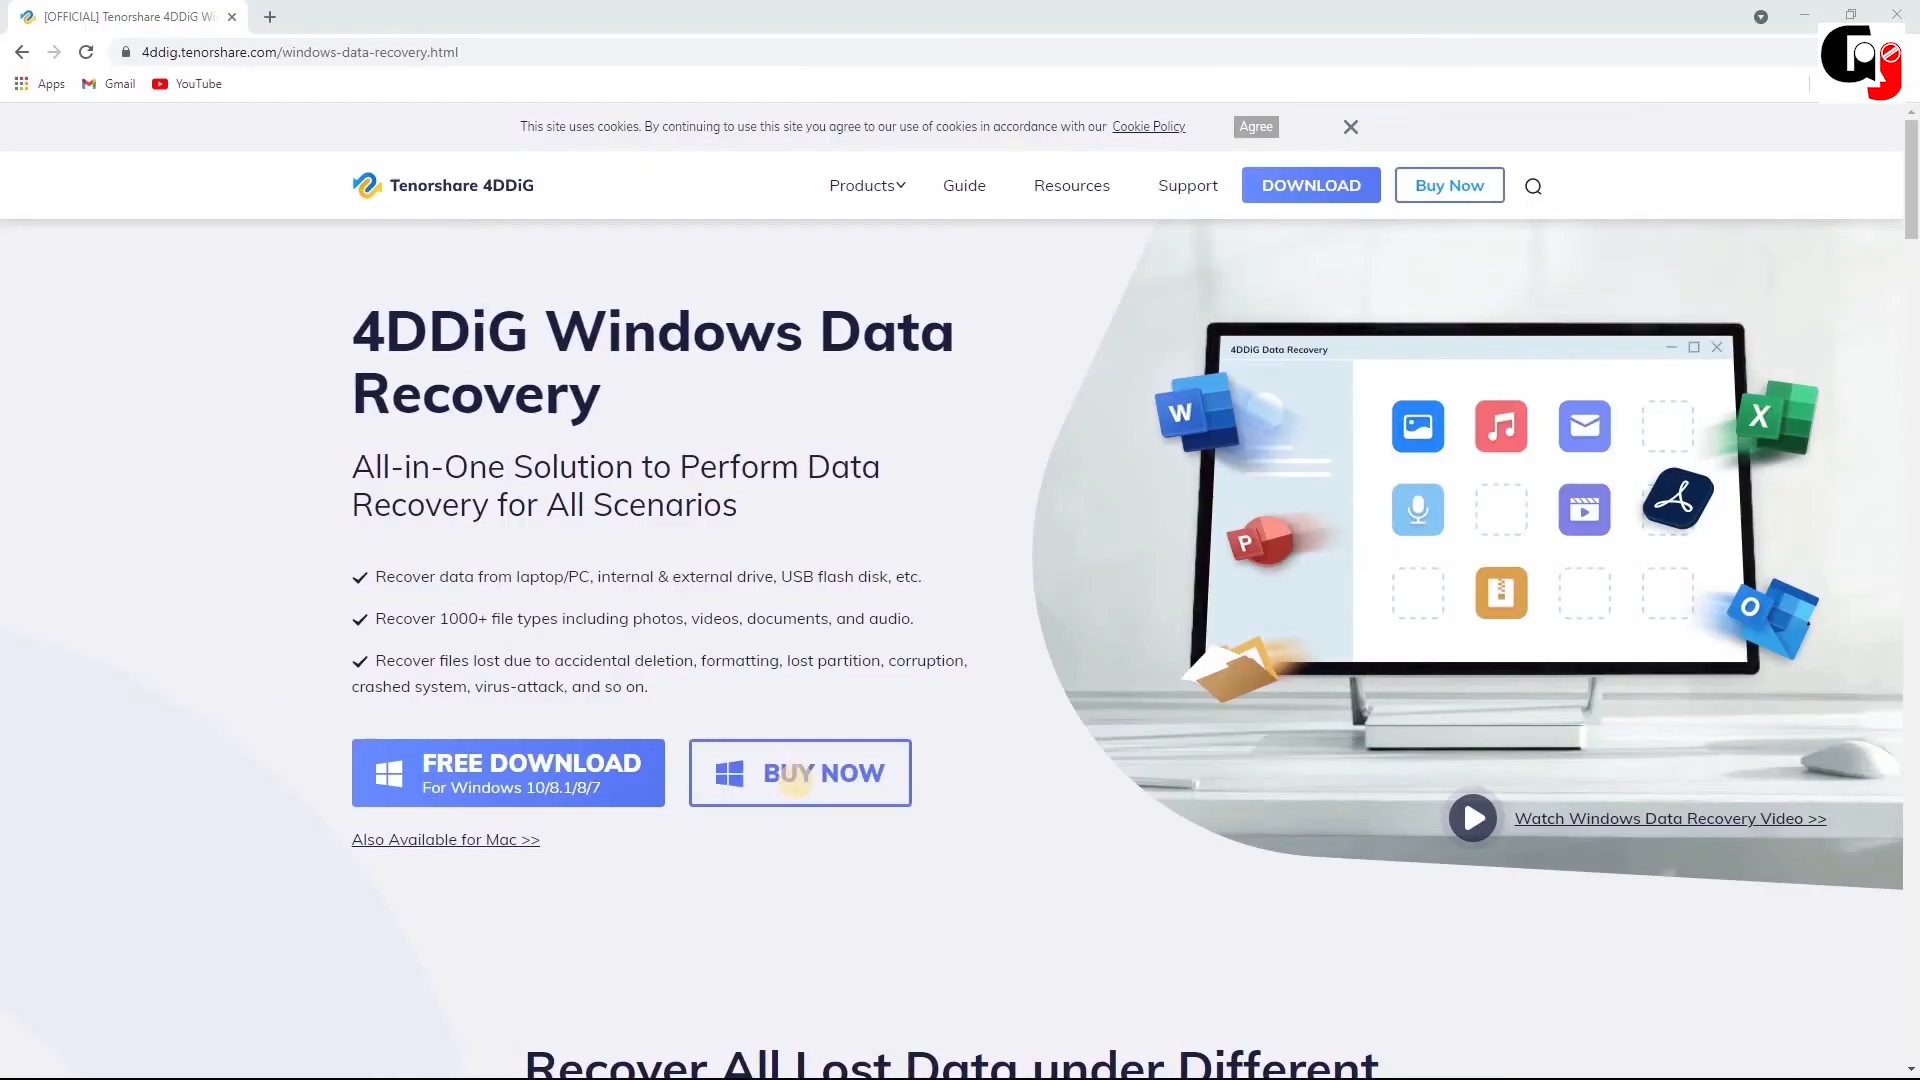 [OFFICIAL] Tenorshare 4DDiG Wi
4ddig.tenorshare.com/windows-data-recovery.html
Apps
Gmail
YouTube
This site uses cookies. By continuing to use this site you agree to our use of cookies in accordance with our Cookie Policy
Agree
Tenorshare 4DDiG
Products
Guide
Resources
Support
DOWNLOAD
Buy Now
4DDiG Windows Data
Recovery
All-in-One Solution to Perform Data
Recovery for All Scenarios
Recover data from laptop/PC, internal & external drive, USB flash disk, etc.
Recover 1000+ file types including photos, videos, documents, and audio.
Recover files lost due to accidental deletion, formatting, lost partition, corruption,
crashed system, virus-attack, and so on.
FREE DOWNLOAD
For Windows 10/8.1/8/7
BUY NOW
Also Available for Mac >>
4DDiG Data Recovery
W
X
P
O
Watch Windows Data Recovery Video >>
Recover All Lost Data under Different